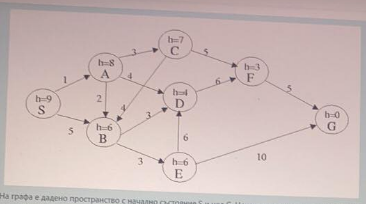 h=7
C
h=8
A
3
5
h=3
F
1
4
h=9
S
2
4
h=4
D
6
5
h=0
G
5
h=6
B
3
6
3
h=6
E
10
На графа е дадено пространство с начално състояние S